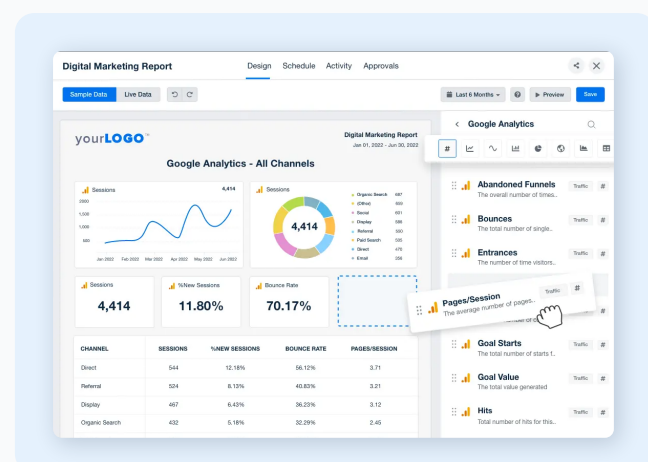 Digital Marketing Report
Design Schedule Activity Approvals
Sample Data Live Data
Last 6 Months
Preview
Save
yourLOGO
Digital Marketing Report
Jan 01, 2022 - Jun 30, 2022
Google Analytics - All Channels
Sessions 6,414
2000
1,500
1,000
500
Jan 2022 Feb 2022 Mar 2022 Apr 2022 May 2022 Jun 2022
Sessions
4,414
Organic Search
(Other)
Social
Display
Referral
Paid Search
Direct
Email
Sessions
4,414
%New Sessions
11.80%
Bounce Rate
70.17%
CHANNEL SESSIONS %NEW SESSIONS BOUNCE RATE PAGES/SESSION
Direct 544 12.18% 56.12% 3.71
Referral 524 8.13% 40.83% 3.21
Display 467 6.43% 36.23% 3.12
Organic Search 432 5.18% 32.29% 2.45
Google Analytics
#
Abandoned Funnels Traffic #
The overall number of times..
Bounces Traffic #
The total number of single..
Entrances Traffic #
The number of time visitors..
Pages/Session Traffic #
The average number of pages..
#
Goal Starts Traffic #
The total number of starts f..
Goal Value Traffic #
The total value generated
Hits Traffic #
Total number of hits for this..